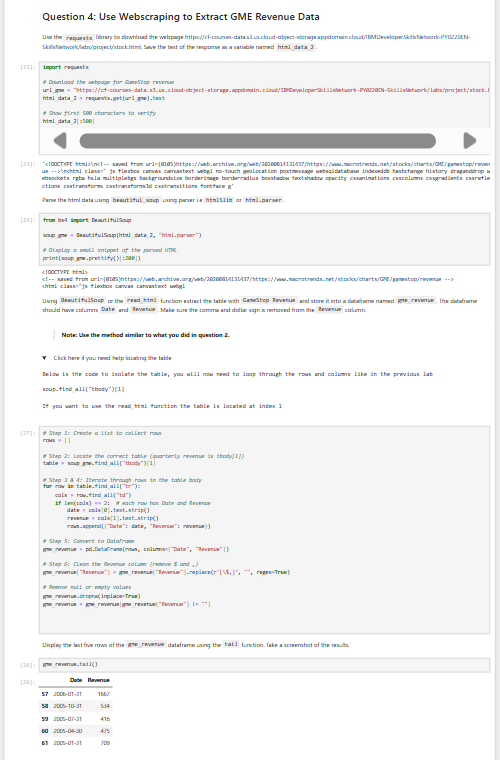 Question 4: Use Webscraping to Extract GME Revenue Data
Use the requests library to download the webpage https://cf-courses-data.s3.us.cloud-object-storage.appdomain.cloud/IBMDeveloperSkillsNetwork-PY0220EN-
SkillsNetwork/labs/project/stock.html. Save the text of the response as a variable named html_data_2.
[23]: import requests
# Download the webpage for GameStop revenue
url_gme = "https://cf-courses-data.s3.us.cloud-object-storage.appdomain.cloud/IBMDeveloperSkillsNetwork-PY0220EN-SkillsNetwork/labs/project/stock.h
html_data_2 = requests.get(url_gme).text
# Show first 500 characters to verify
html_data_2[:500]
[23]: '<!DOCTYPE html>\n<!-- saved from url=(0105)https://web.archive.org/web/20200814131437/https://www.macrotrends.net/stocks/charts/GME/gamestop/reven
ue -->\n<html class=" js flexbox canvas canvastext webgl no-touch geolocation postmessage websqldatabase indexeddb hashchange history draganddrop w
ebsockets rgba hsla multiplebgs backgroundsize borderimage borderradius boxshadow textshadow opacity cssanimations csscolumns cssgradients cssrefle
ctions csstransforms csstransforms3d csstransitions fontface g'
Parse the html data using beautiful_soup using parser i.e html5lib or html.parser.
[24]: from bs4 import BeautifulSoup
soup_gme = BeautifulSoup(html_data_2, "html.parser")
# Display a small snippet of the parsed HTML
print(soup_gme.prettify()[:200])
<!DOCTYPE html>
<!-- saved from url=(0105)https://web.archive.org/web/20200814131437/https://www.macrotrends.net/stocks/charts/GME/gamestop/revenue -->
<html class="js flexbox canvas canvastext webgl
Using BeautifulSoup or the read_html function extract the table with GameStop Revenue and store it into a dataframe named gme_revenue. The dataframe
should have columns Date and Revenue. Make sure the comma and dollar sign is removed from the Revenue column.
Note: Use the method similar to what you did in question 2.
▼ Click here if you need help locating the table
Below is the code to isolate the table, you will now need to loop through the rows and columns like in the previous lab
soup.find_all("tbody")[1]
If you want to use the read_html function the table is located at index 1
[27]: # Step 1: Create a list to collect rows
rows = []
# Step 2: Locate the correct table (quarterly revenue is tbody[1])
table = soup_gme.find_all("tbody")[1]
# Step 3 & 4: Iterate through rows in the table body
for row in table.find_all("tr"):
cols = row.find_all("td")
if len(cols) == 2: # each row has Date and Revenue
date = cols[0].text.strip()
revenue = cols[1].text.strip()
rows.append({"Date": date, "Revenue": revenue})
# Step 5: Convert to DataFrame
gme_revenue = pd.DataFrame(rows, columns=["Date", "Revenue"])
# Step 6: Clean the Revenue column (remove $ and ,)
gme_revenue["Revenue"] = gme_revenue["Revenue"].replace(r'[\$,]', "", regex=True)
# Remove null or empty values
gme_revenue.dropna(inplace=True)
gme_revenue = gme_revenue[gme_revenue["Revenue"] != ""]
Display the last five rows of the gme_revenue dataframe using the tail function. Take a screenshot of the results.
[26]: gme_revenue.tail()
[26]: Date Revenue
57 2006-01-31 1667
58 2005-10-31 534
59 2005-07-31 416
60 2005-04-30 475
61 2005-01-31 709